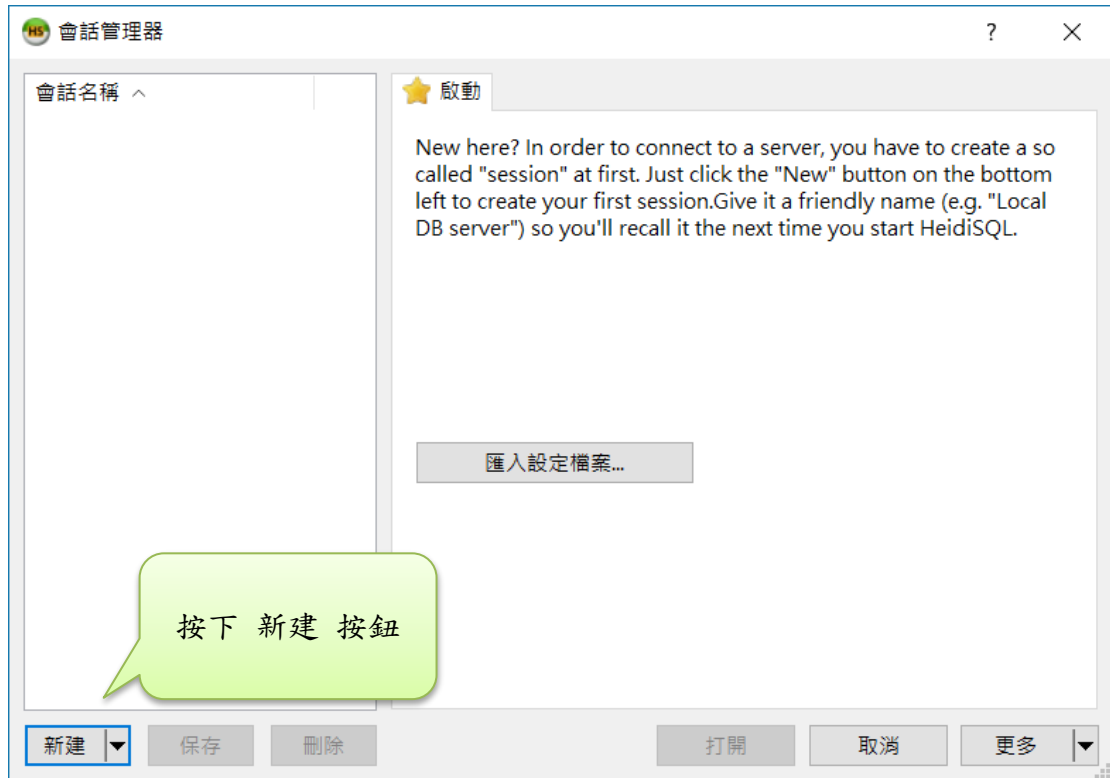 HS 會話管理器 ?
會話名稱
啟動
New here? In order to connect to a server, you have to create a so
called "session" at first. Just click the "New" button on the bottom
left to create your first session.Give it a friendly name (e.g. "Local
DB server") so you'll recall it the next time you start HeidiSQL.
匯入設定檔案...
按下 新建 按鈕
新建 保存 刪除 打開 取消 更多